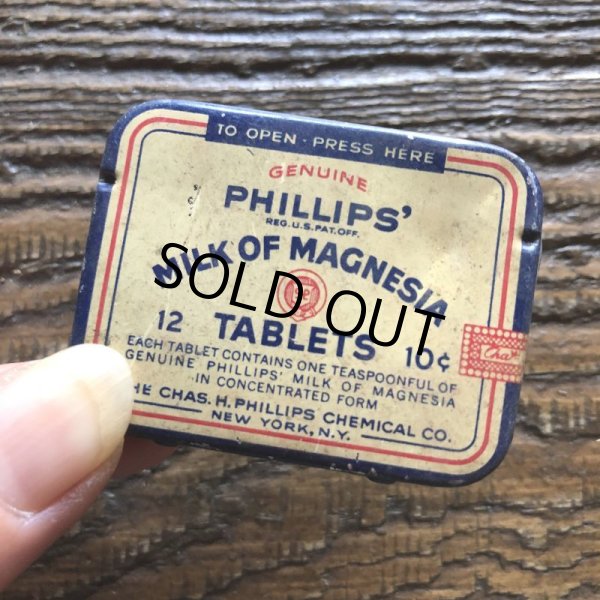 TO OPEN · PRESS HERE
GENUINE
PHILLIPS'
REG. U.S. PAT. OFF.
MILK OF MAGNESIA
SOLD OUT
12 TABLETS 10¢
EACH TABLET CONTAINS ONE TEASPOONFUL OF
GENUINE PHILLIPS' MILK OF MAGNESIA
IN CONCENTRATED FORM
HE CHAS. H. PHILLIPS CHEMICAL CO.
NEW YORK, N.Y.